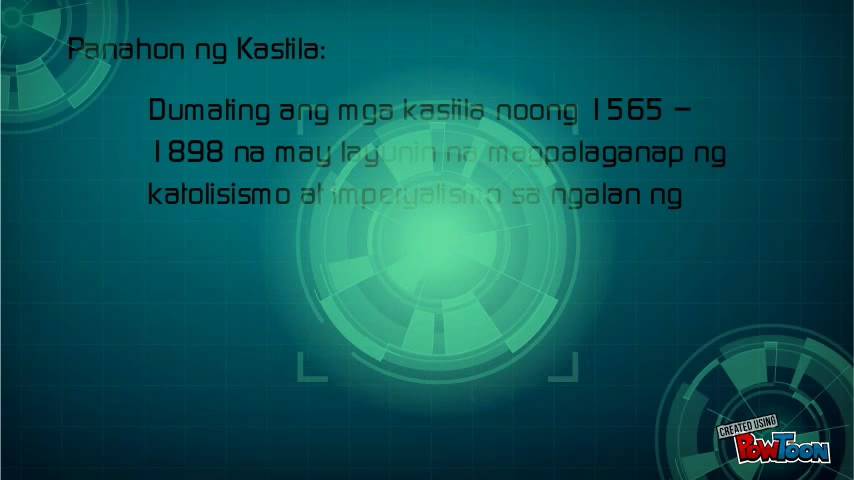 Panahon ng Kastila:
Dumating ang mga kastila noong 1565 –
1898 na may layunin na magpalaganap ng
katolisismo at imperyalismo sa ngalan ng
CREATED USING
POWTOON